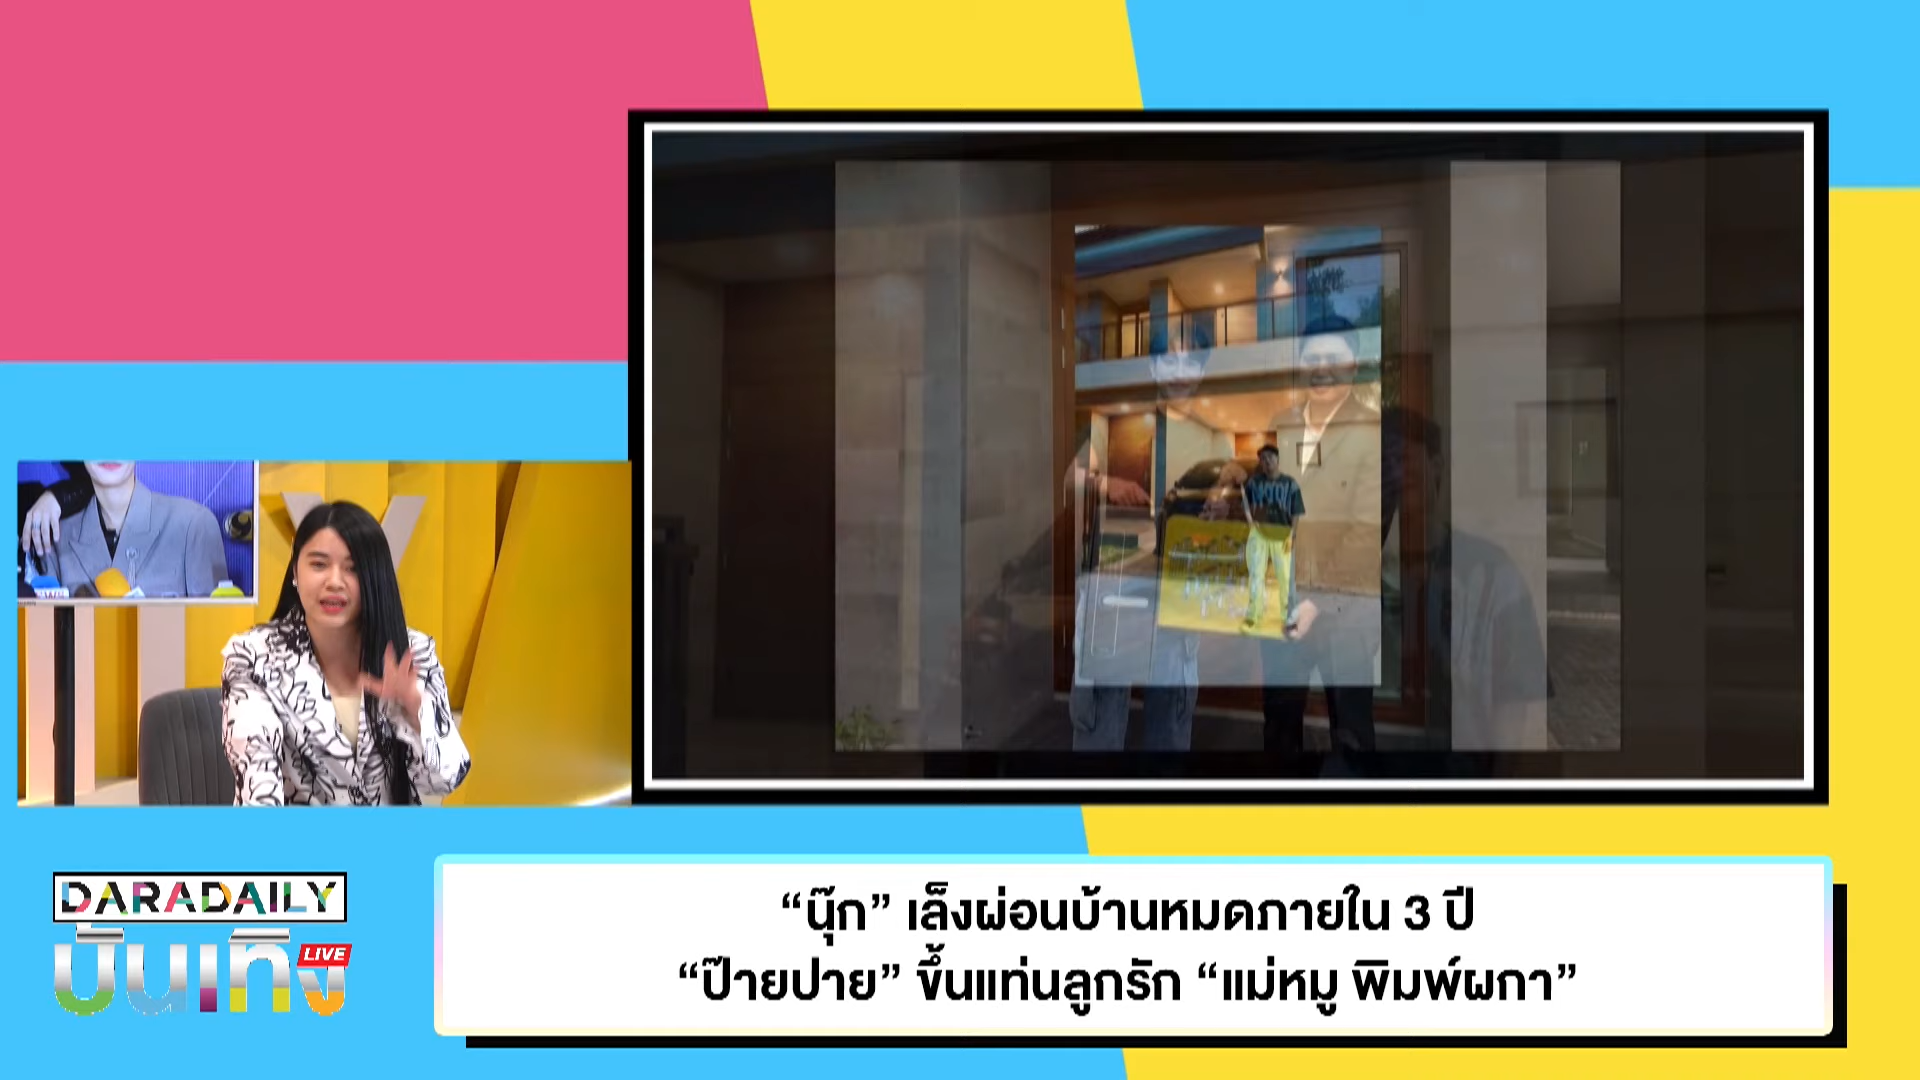 DARADAILY
บันเทิง
LIVE
“นุ๊ก” เล็งผ่อนบ้านหมดภายใน 3 ปี
“ป๊ายปาย” ขึ้นแท่นลูกรัก “แม่หมู พิมพ์ผกา”